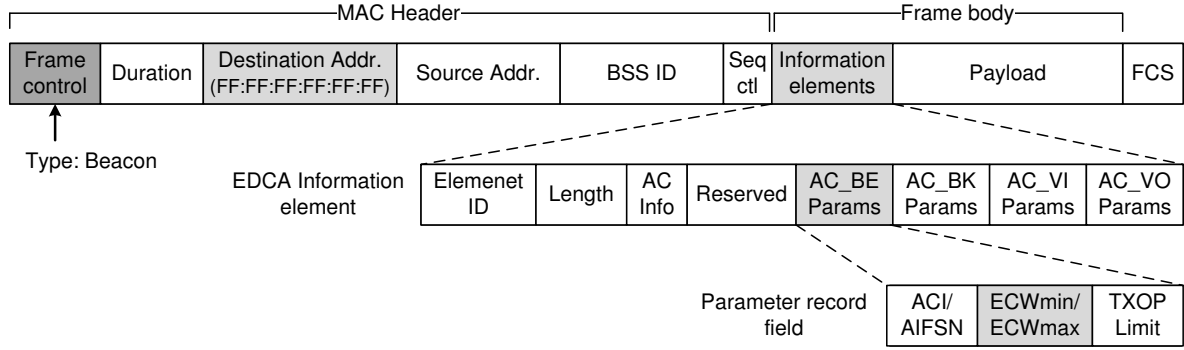 MAC Header
Frame body
Frame control
Duration
Destination Addr.
(FF:FF:FF:FF:FF:FF)
Source Addr.
BSS ID
Seq ctl
Information elements
Payload
FCS
Type: Beacon
EDCA Information
element
Elemenet
ID
Length
AC
Info
Reserved
AC_BE
Params
AC_BK
Params
AC_VI
Params
AC_VO
Params
Parameter record
field
ACI/
AIFSN
ECWmin/
ECWmax
TXOP
Limit